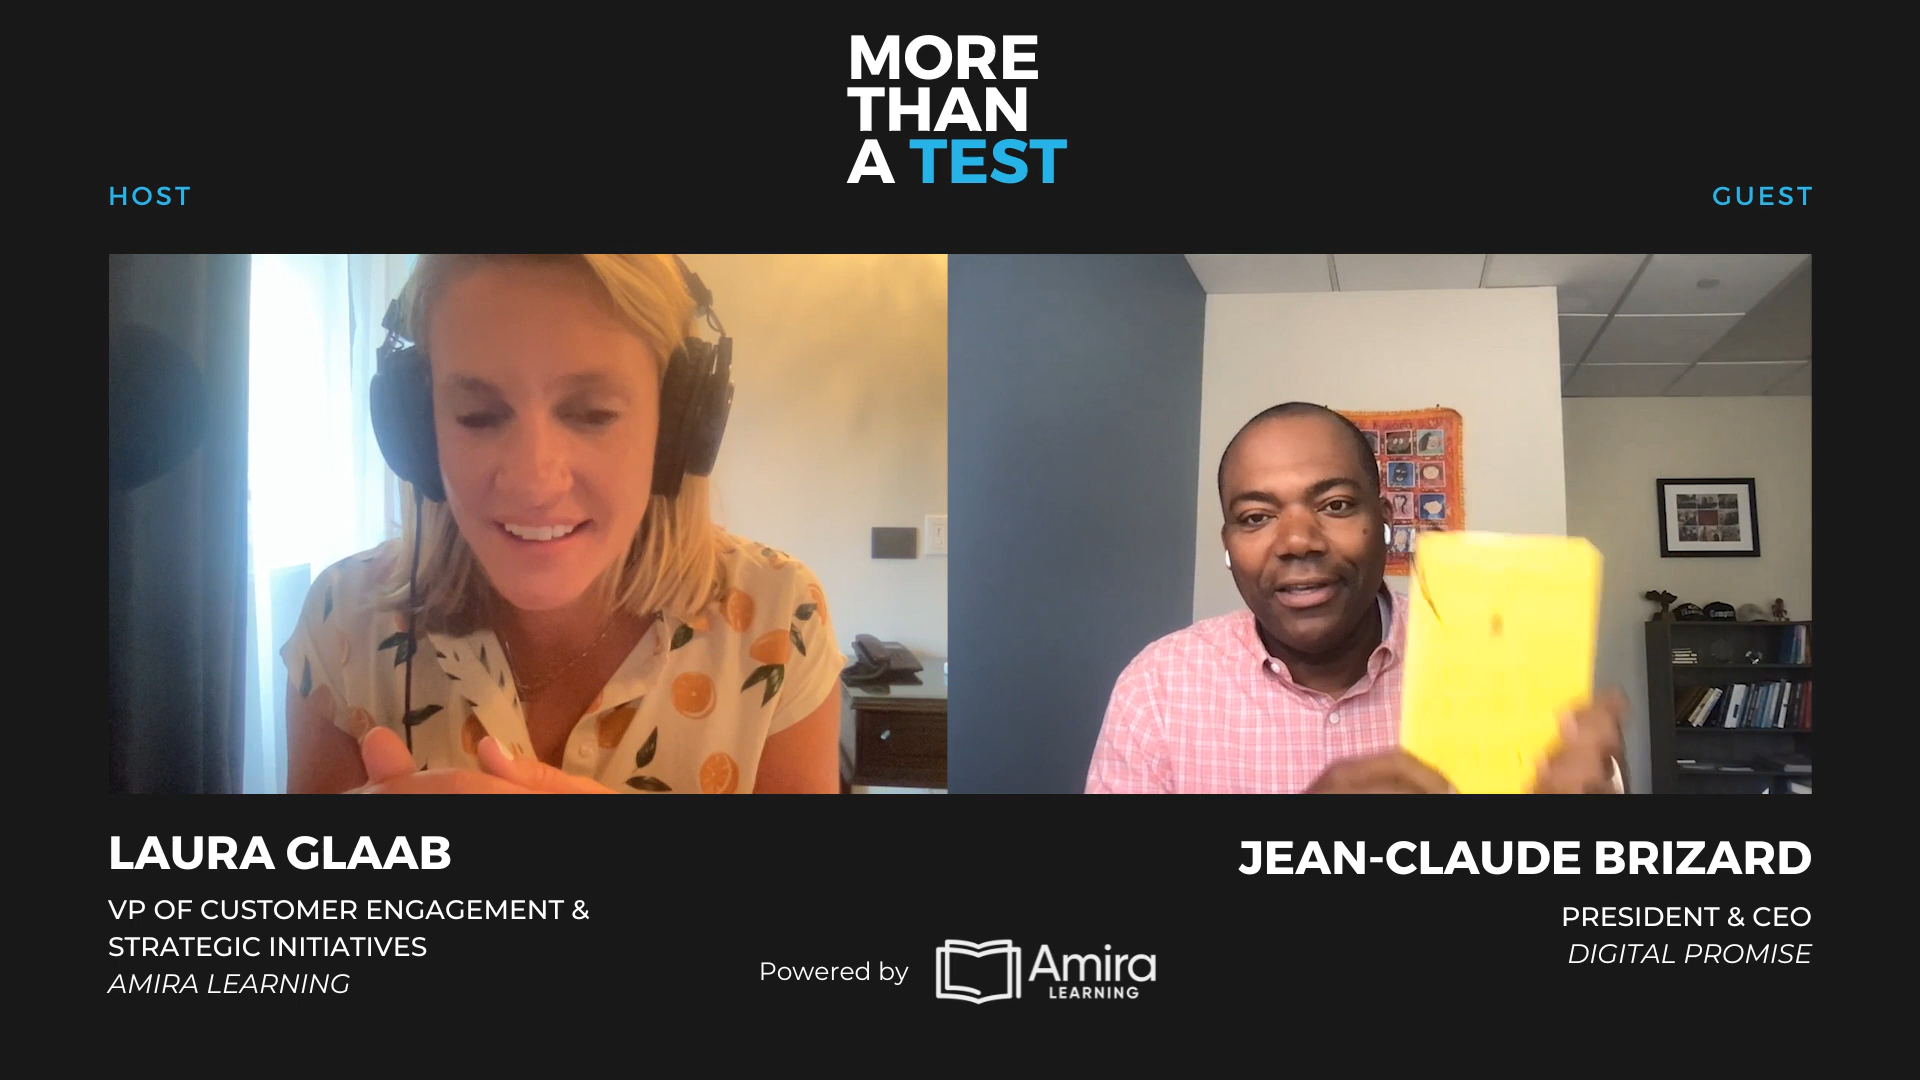 MORE
THAN
A TEST
HOST
GUEST
LAURA GLAAB
VP OF CUSTOMER ENGAGEMENT &
STRATEGIC INITIATIVES
AMIRA LEARNING
JEAN-CLAUDE BRIZARD
PRESIDENT & CEO
DIGITAL PROMISE
Powered by
Amira
LEARNING